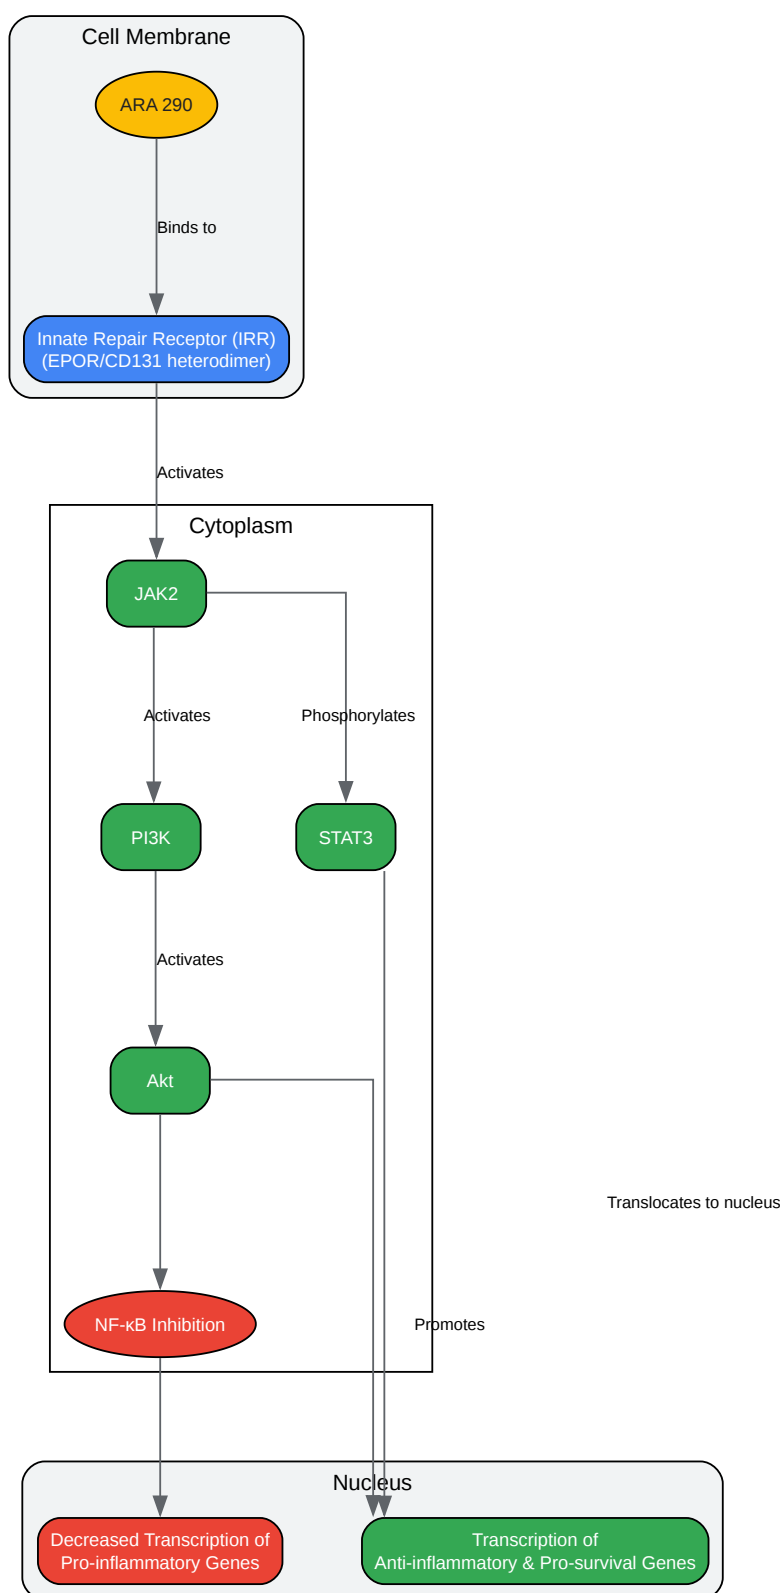 Cell Membrane
ARA 290
Binds to
Innate Repair Receptor (IRR)
(EPOR/CD131 heterodimer)
Activates
Cytoplasm
JAK2
Activates
Phosphorylates
PI3K
STAT3
Activates
Akt
Translocates to nucleus
NF-κB Inhibition
Promotes
Nucleus
Decreased Transcription of
Pro-inflammatory Genes
Transcription of
Anti-inflammatory & Pro-survival Genes